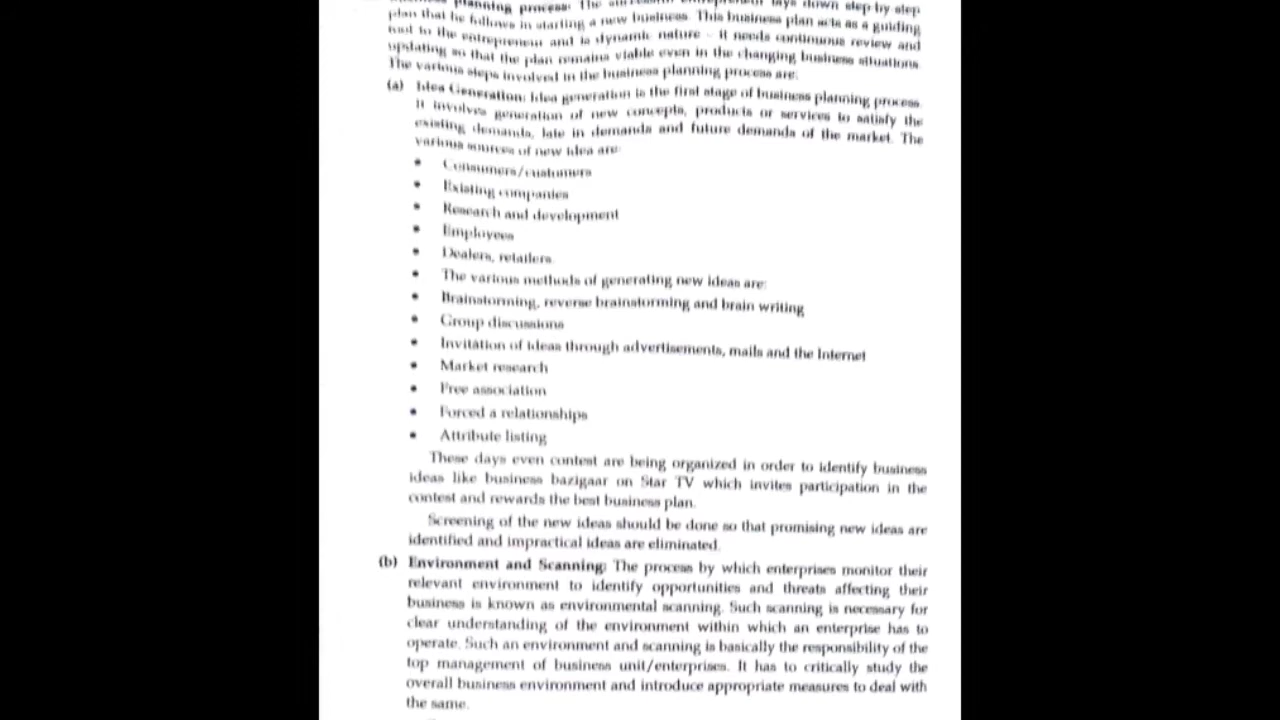 planning process: The successful entrepreneur lays down step by step
plan that he follows in starting a new business. This business plan acts as a guiding
tool to the entrepreneur and is dynamic nature – it needs continuous review and
updating so that the plan remains viable even in the changing business situations.
The various steps involved in the business planning process are:
(a) Idea Generation: Idea generation is the first stage of business planning process.
It involves generation of new concepts, products or services to satisfy the
existing demands, late in demands and future demands of the market. The
various sources of new idea are:
• Consumers/customers
• Existing companies
• Research and development
• Employees
• Dealers, retailers.
• The various methods of generating new ideas are:
• Brainstorming, reverse brainstorming and brain writing
• Group discussions
• Invitation of ideas through advertisements, mails and the Internet
• Market research
• Free association
• Forced a relationships
• Attribute listing
These days even contest are being organized in order to identify business
ideas like business bazigaar on Star TV which invites participation in the
contest and rewards the best business plan.
Screening of the new ideas should be done so that promising new ideas are
identified and impractical ideas are eliminated.
(b) Environment and Scanning: The process by which enterprises monitor their
relevant environment to identify opportunities and threats affecting their
business is known as environmental scanning. Such scanning is necessary for
clear understanding of the environment within which an enterprise has to
operate. Such an environment and scanning is basically the responsibility of the
top management of business unit/enterprises. It has to critically study the
overall business environment and introduce appropriate measures to deal with
the same.